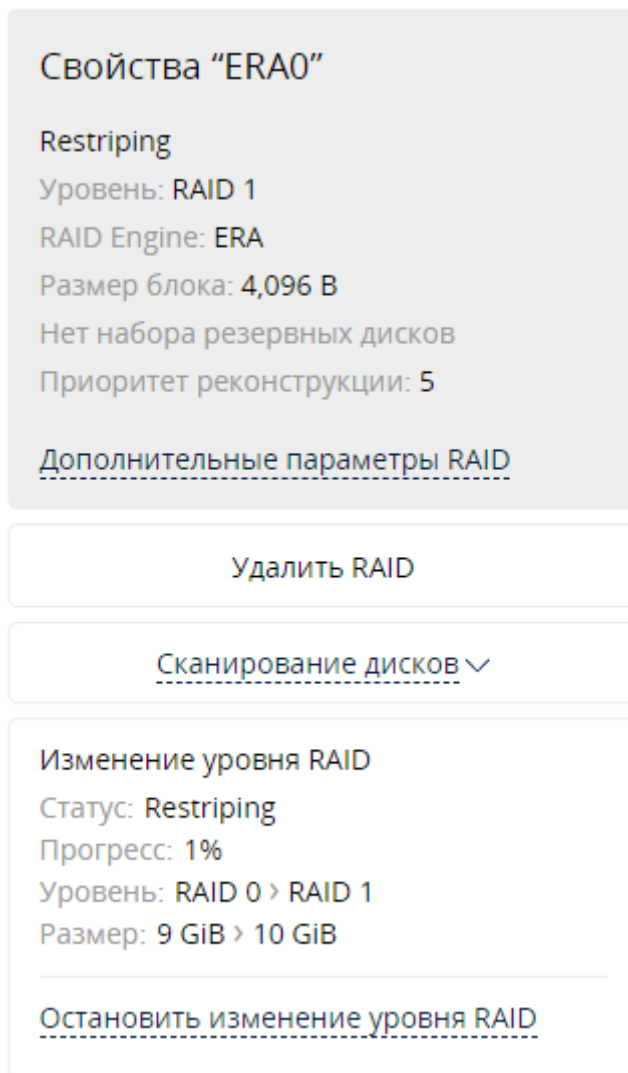 Свойства “ERA0”
Restriping
Уровень: RAID 1
RAID Engine: ERA
Размер блока: 4,096 B
Нет набора резервных дисков
Приоритет реконструкции: 5
Дополнительные параметры RAID
Удалить RAID
Сканирование дисков
Изменение уровня RAID
Статус: Restriping
Прогресс: 1%
Уровень: RAID 0 › RAID 1
Размер: 9 GiB › 10 GiB
Остановить изменение уровня RAID